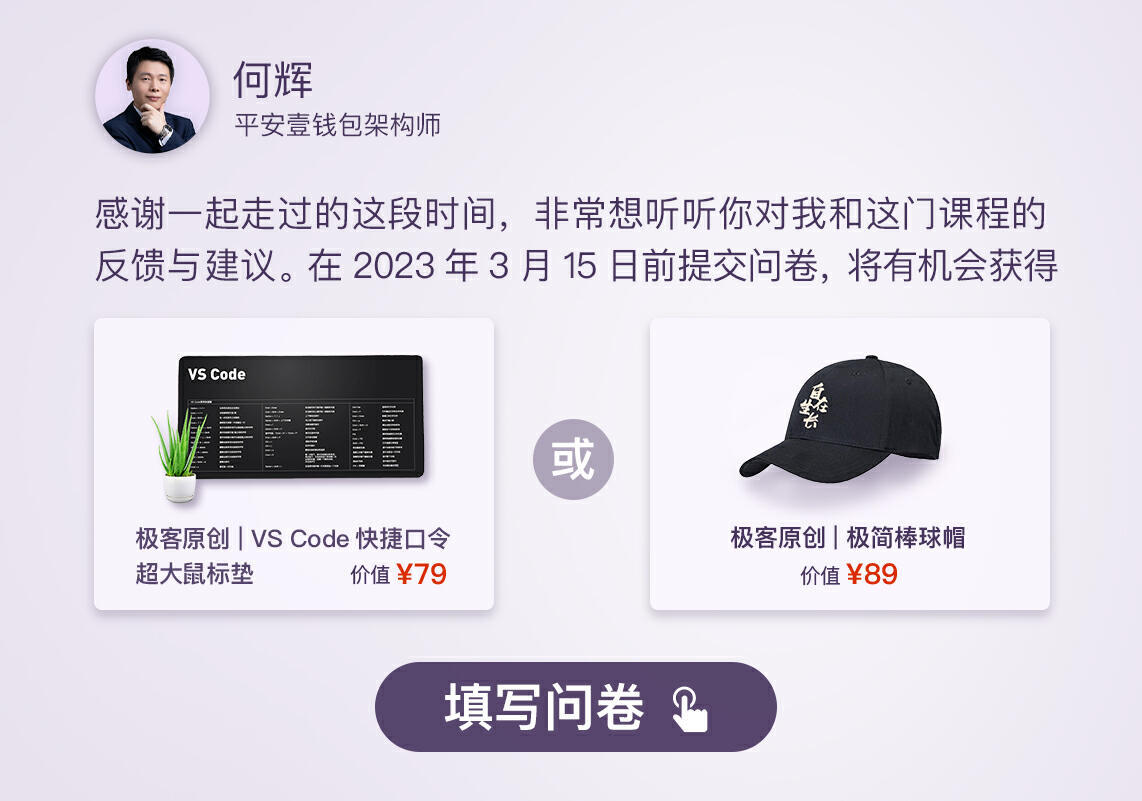 何辉
平安壹钱包架构师
感谢一起走过的这段时间，非常想听听你对我和这门课程的
反馈与建议。在 2023 年 3 月 15 日前提交问卷，将有机会获得
VS Code
自在
生长
或
极客原创 | VS Code 快捷口令
超大鼠标垫
价值 ¥79
极客原创 | 极简棒球帽
价值 ¥89
填写问卷